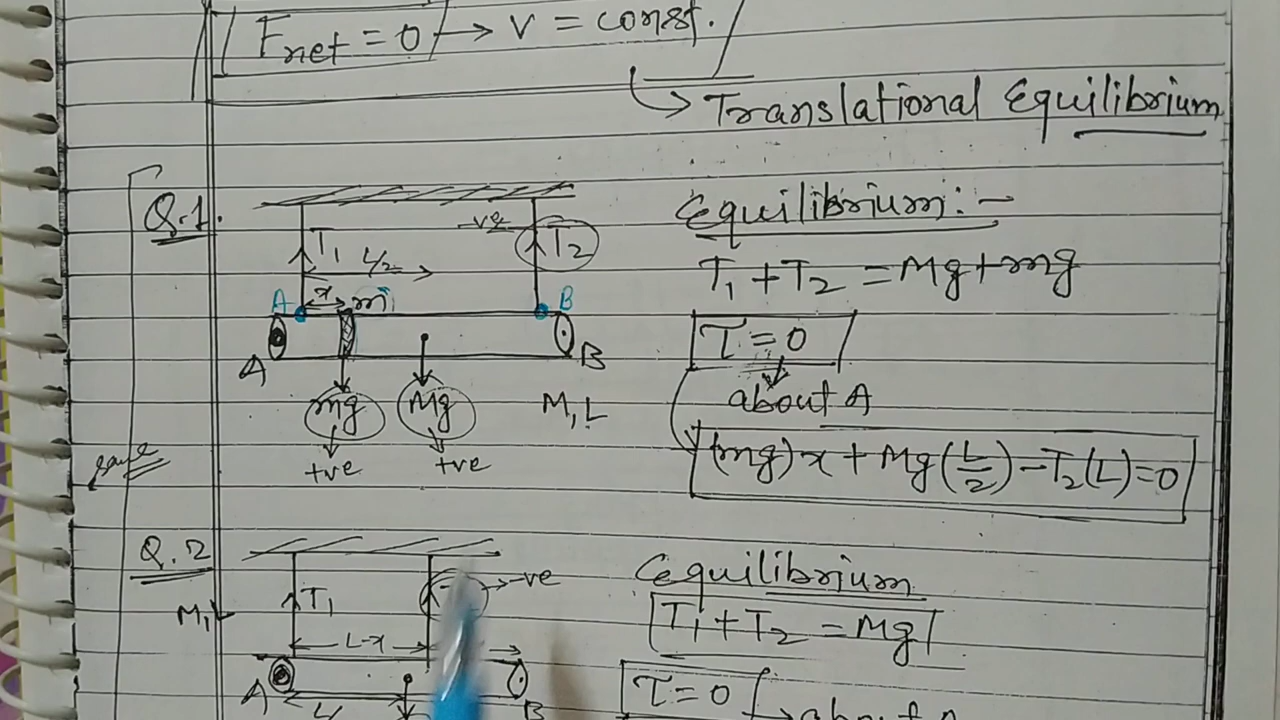 Fnet = 0 → v = const.
→ Translational Equilibrium
Q.1.
T₁
L/2
-ve
T₂
A
x
m
B
A
B
mg
Mg
M, L
+ve
+ve
Equilibrium:-
T₁ + T₂ = Mg + mg
τ = 0
about A
(mg)x + Mg(L/2) - T₂(L) = 0
Q.2
M, L
T₁
-ve
L-x
A
B
Equilibrium
T₁ + T₂ = Mg
τ = 0
→ about A